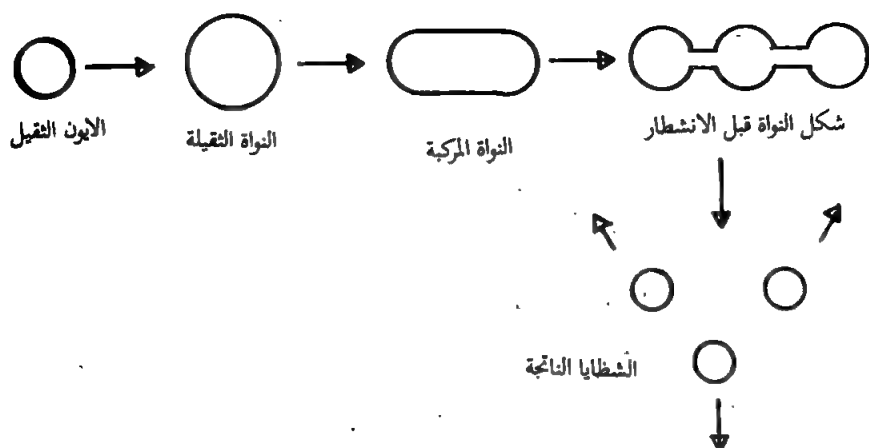 الايون الثقيل
النواة الثقيلة
النواة المركبة
شكل النواة قبل الانشطار
الشظايا الناتجة